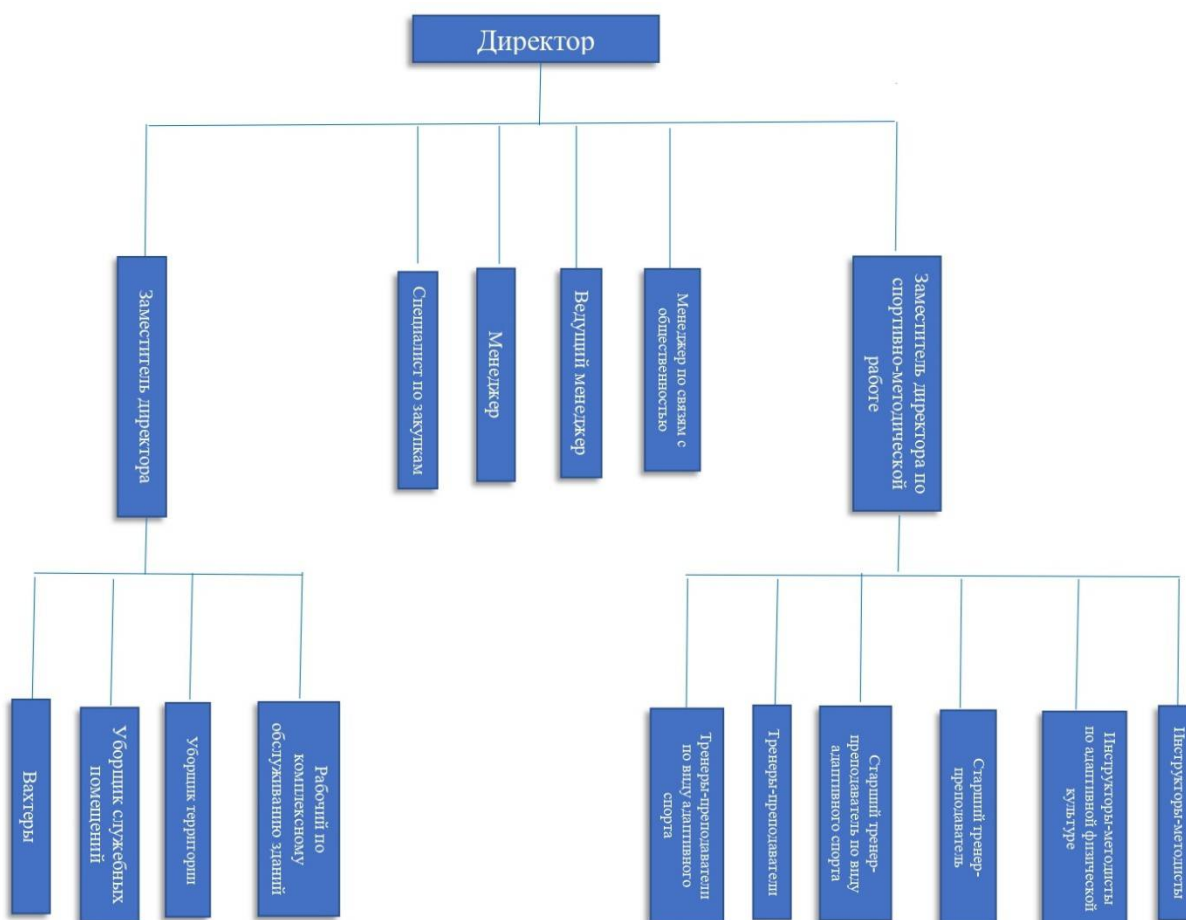 Директор
Заместитель директора
Специалист по закупкам
Менеджер
Ведущий менеджер
Менеджер по связям с
общественностью
Заместитель директора по
спортивно-методической
работе
Вахтеры
Уборщик служебных
помещений
Уборщик территории
Рабочий по
комплексному
обслуживанию зданий
Тренеры-преподаватели
по виду адаптивного
спорта
Тренеры-преподаватели
Старший тренер-
преподаватель по виду
адаптивного спорта
Старший тренер-
преподаватель
Инструкторы-методисты
по адаптивной физической
культуре
Инструкторы-методисты